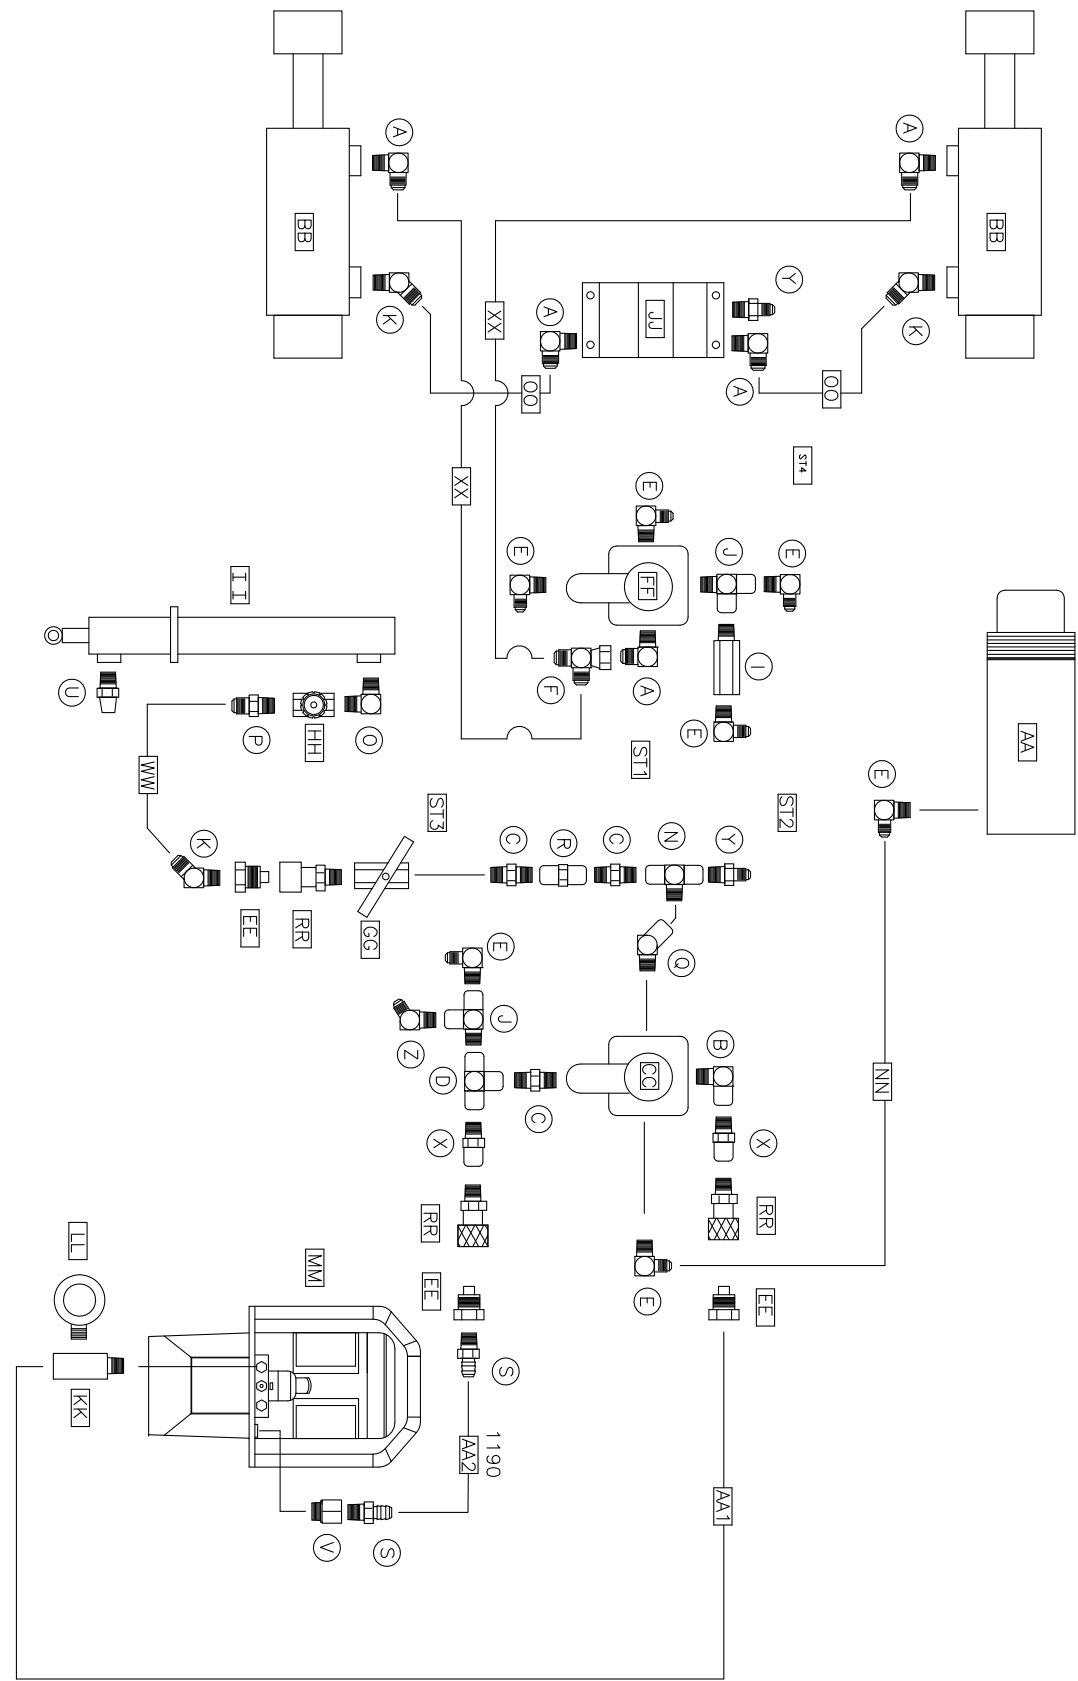 A
A
BB
BB
Y
K
A
JJ
K
XX
A
OO
OO
ST4
XX
E
E
J
E
II
FF
I
U
F
A
P
HH
O
E
ST1
AA
WW
E
ST3
ST2
K
C
R
C
N
Y
EE
RR
GG
E
Q
J
Z
B
D
CC
NN
C
X
X
RR
RR
LL
MM
EE
E
EE
S
KK
1190
AA2
AA1
V
S